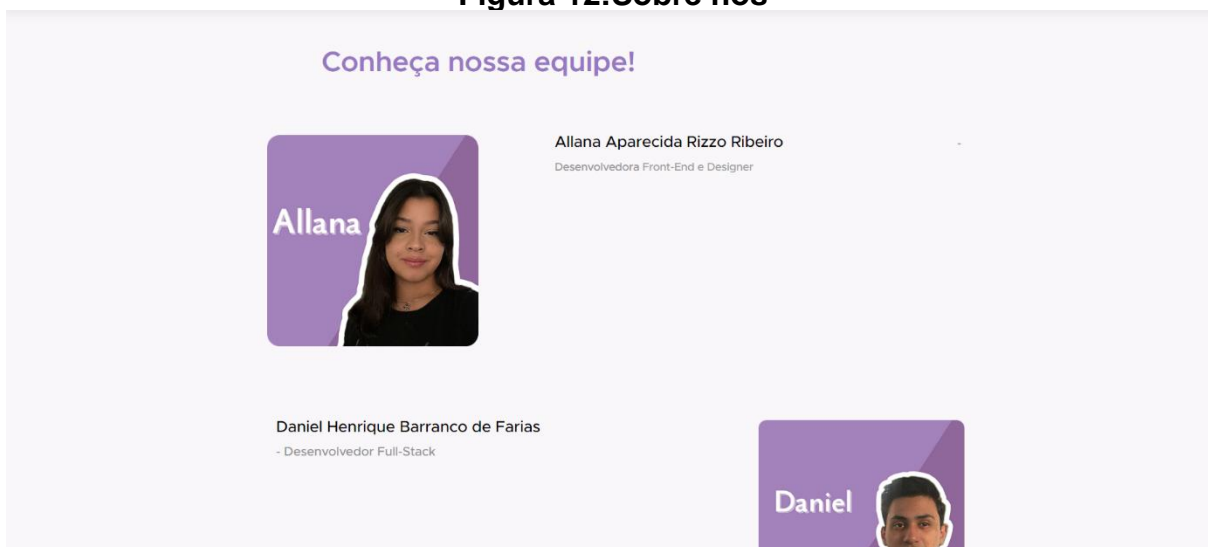 Figura 12:Sobre nós
Conheça nossa equipe!
Allana Aparecida Rizzo Ribeiro
-
Desenvolvedora Front-End e Designer
Allana
Daniel Henrique Barranco de Farias
- Desenvolvedor Full-Stack
Daniel